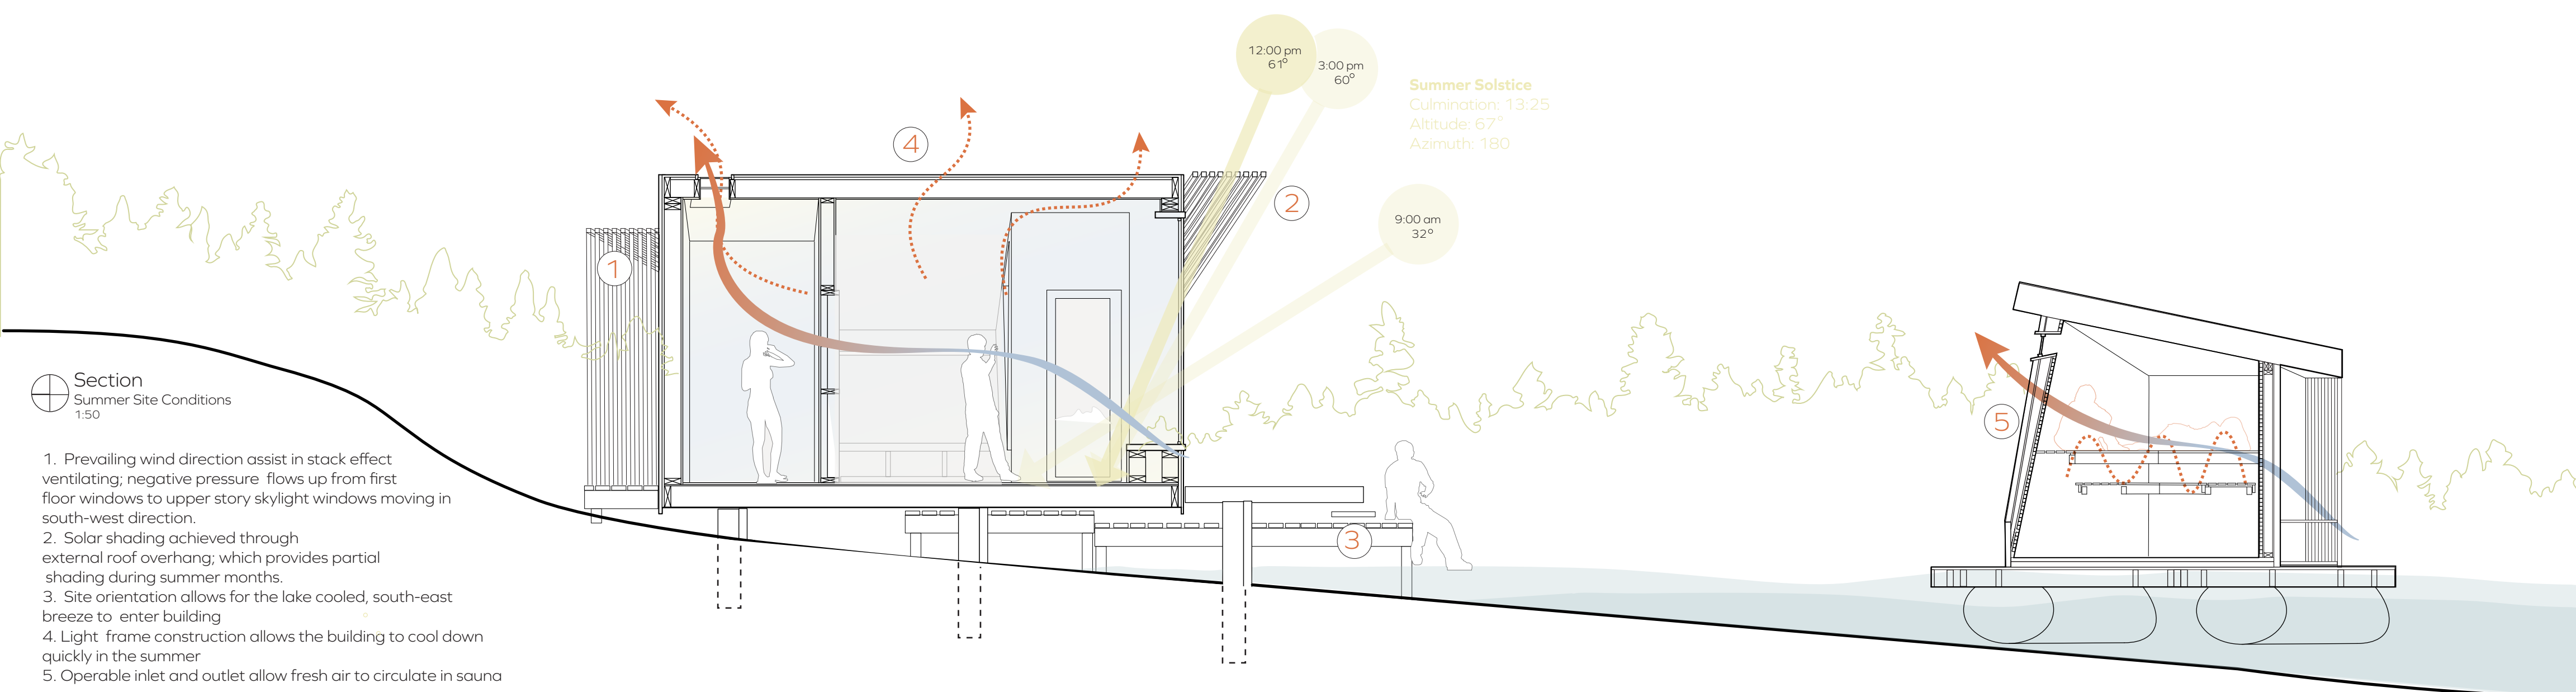 12:00 pm
61°
3:00 pm
60°
Summer Solstice
Culmination: 13:25
Altitude: 67°
Azimuth: 180
4
2
9:00 am
32°
1
Section
Summer Site Conditions
1:50
5
3
1. Prevailing wind direction assist in stack effect
ventilating; negative pressure flows up from first
floor windows to upper story skylight windows moving in
south-west direction.
2. Solar shading achieved through
external roof overhang; which provides partial
shading during summer months.
3. Site orientation allows for the lake cooled, south-east
breeze to enter building
4. Light frame construction allows the building to cool down
quickly in the summer
5. Operable inlet and outlet allow fresh air to circulate in sauna